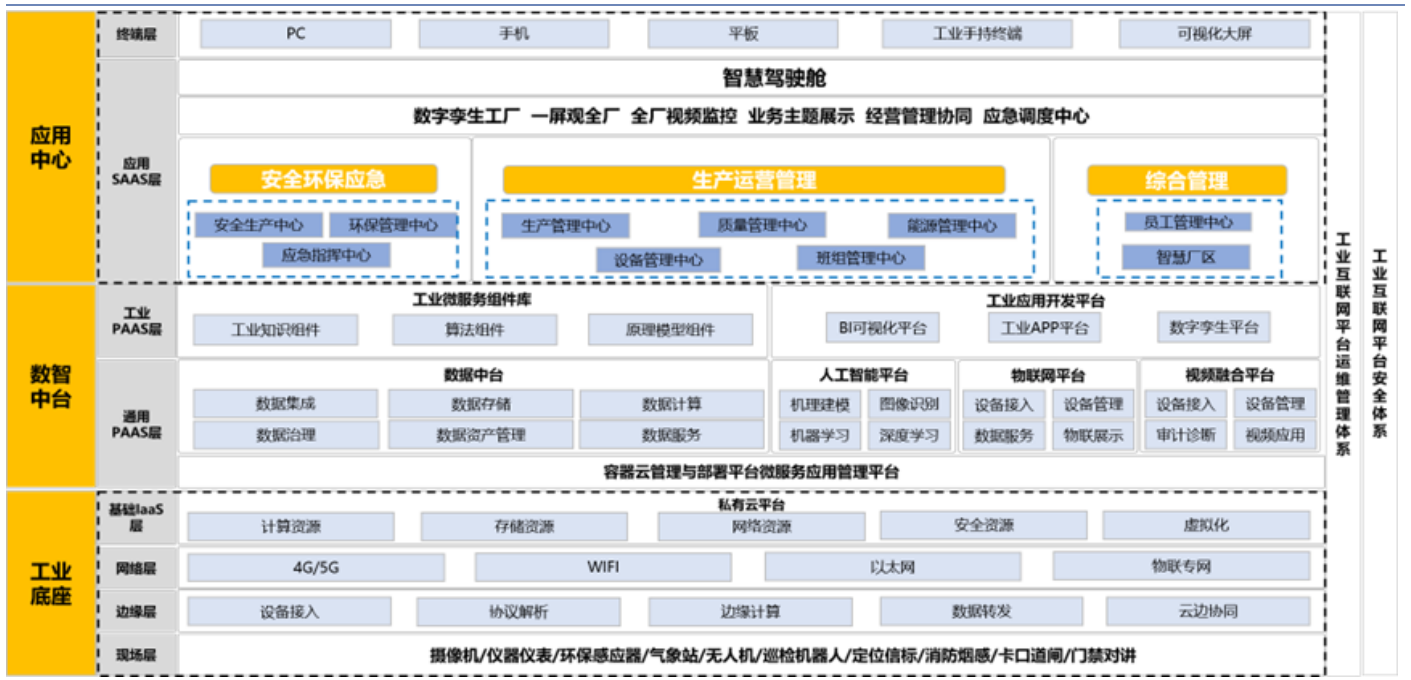 应用
中心
终端层
PC
手机
平板
工业手持终端
可视化大屏
应用
SAAS层
智慧驾驶舱
数字孪生工厂 一屏观全厂 全厂视频监控 业务主题展示 经营管理协同 应急调度中心
安全环保应急
安全生产中心
环保管理中心
应急指挥中心
生产运营管理
生产管理中心
质量管理中心
能源管理中心
设备管理中心
班组管理中心
综合管理
员工管理中心
智慧厂区
数智
中台
工业
PAAS层
工业微服务组件库
工业知识组件
算法组件
原理模型组件
工业应用开发平台
BI可视化平台
工业APP平台
数字孪生平台
通用
PAAS层
数据中台
数据集成
数据存储
数据计算
数据治理
数据资产管理
数据服务
人工智能平台
机理建模
图像识别
机器学习
深度学习
物联网平台
设备接入
设备管理
数据服务
物联展示
视频融合平台
设备接入
设备管理
审计诊断
视频应用
容器云管理与部署平台微服务应用管理平台
工业
底座
基础IaaS
层
私有云平台
计算资源
存储资源
网络资源
安全资源
虚拟化
网络层
4G/5G
WIFI
以太网
物联专网
边缘层
设备接入
协议解析
边缘计算
数据转发
云边协同
现场层
摄像机/仪器仪表/环保感应器/气象站/无人机/巡检机器人/定位信标/消防烟感/卡口道闸/门禁对讲
工业互联网平台运维管理体系
工业互联网平台安全体系